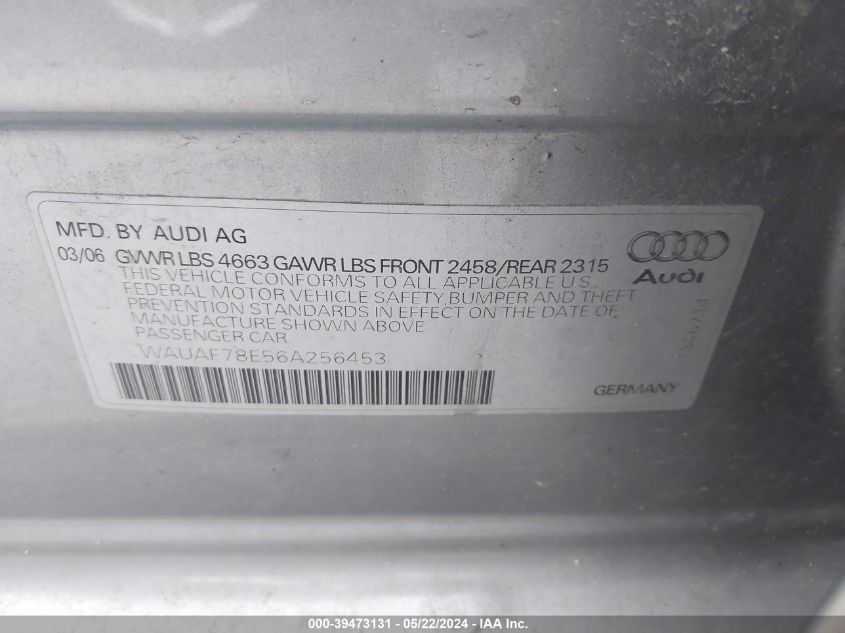 MFD. BY AUDI AG
03/06 GVWR LBS 4663 GAWR LBS FRONT 2458/REAR 2315
THIS VEHICLE CONFORMS TO ALL APPLICABLE U.S.
FEDERAL MOTOR VEHICLE SAFETY BUMPER AND THEFT
PREVENTION STANDARDS IN EFFECT ON THE DATE OF
MANUFACTURE SHOWN ABOVE
PASSENGER CAR
WAUAF78E56A256453
Audi
GERMANY
000-39473131 - 05/22/2024 - IAA Inc.